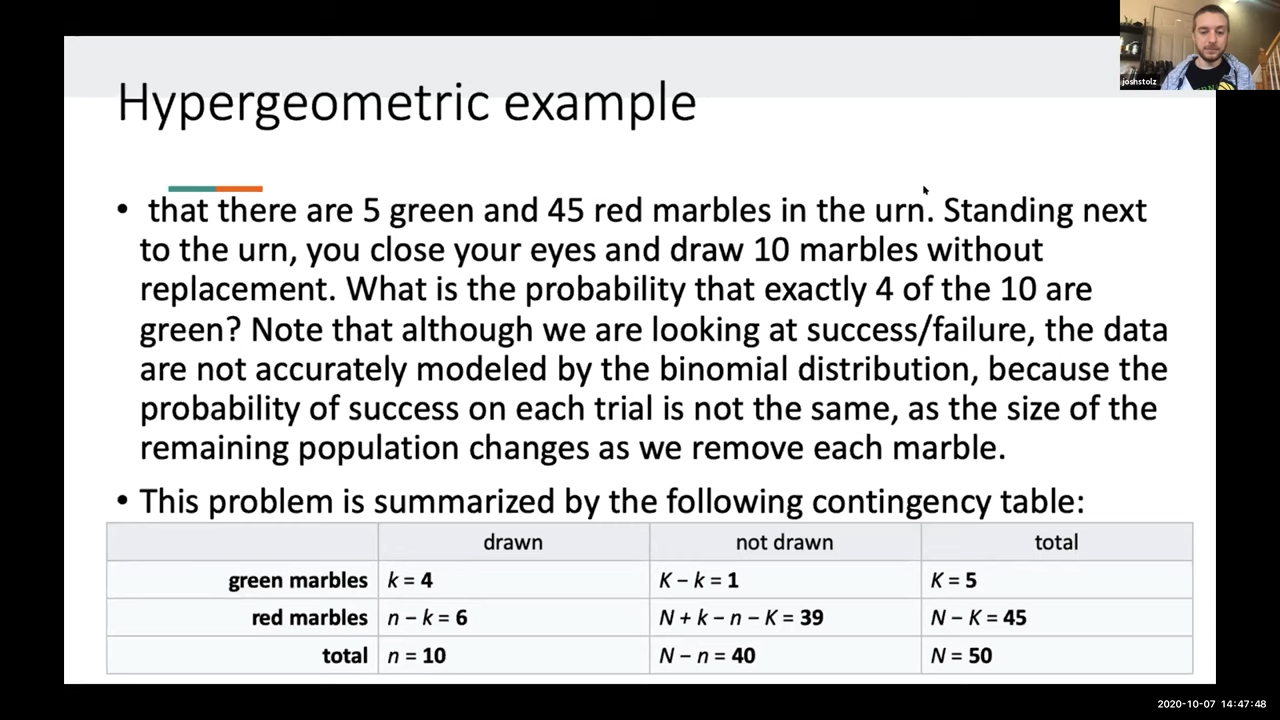 joshstolz
Hypergeometric example
• that there are 5 green and 45 red marbles in the urn. Standing next
to the urn, you close your eyes and draw 10 marbles without
replacement. What is the probability that exactly 4 of the 10 are
green? Note that although we are looking at success/failure, the data
are not accurately modeled by the binomial distribution, because the
probability of success on each trial is not the same, as the size of the
remaining population changes as we remove each marble.
• This problem is summarized by the following contingency table:
drawn not drawn total
green marbles k = 4 K – k = 1 K = 5
red marbles n – k = 6 N + k – n – K = 39 N – K = 45
total n = 10 N – n = 40 N = 50
2020-10-07 14:47:48